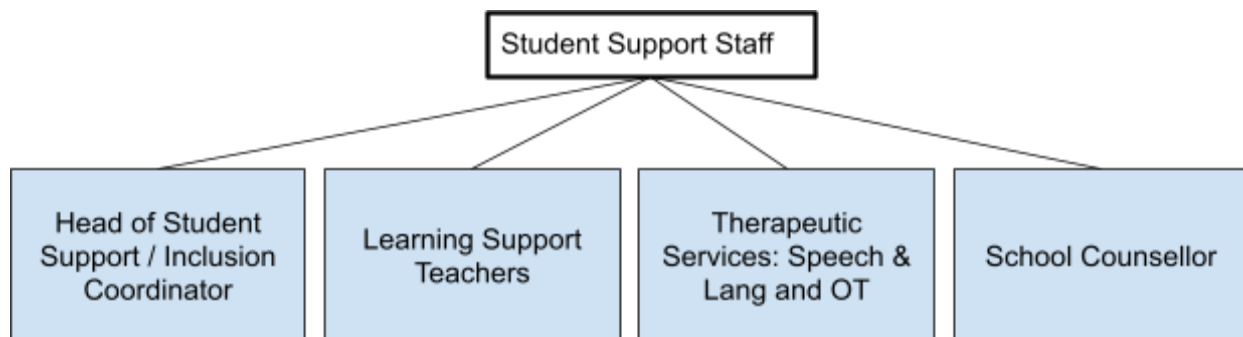 Student Support Staff
Head of Student
Support / Inclusion
Coordinator
Learning Support
Teachers
Therapeutic
Services: Speech &
Lang and OT
School Counsellor